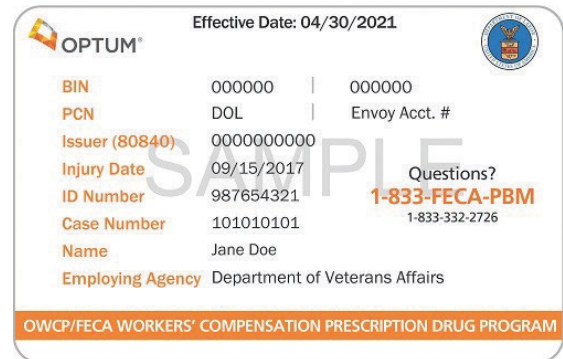 Effective Date: 04/30/2021
OPTUM®
BIN 000000 | 000000
PCN DOL | Envoy Acct. #
Issuer (80840) 0000000000
SAMPLE
Injury Date 09/15/2017
Questions?
ID Number 987654321
1-833-FECA-PBM
Case Number 101010101
1-833-332-2726
Name Jane Doe
Employing Agency Department of Veterans Affairs
OWCP/FECA WORKERS' COMPENSATION PRESCRIPTION DRUG PROGRAM